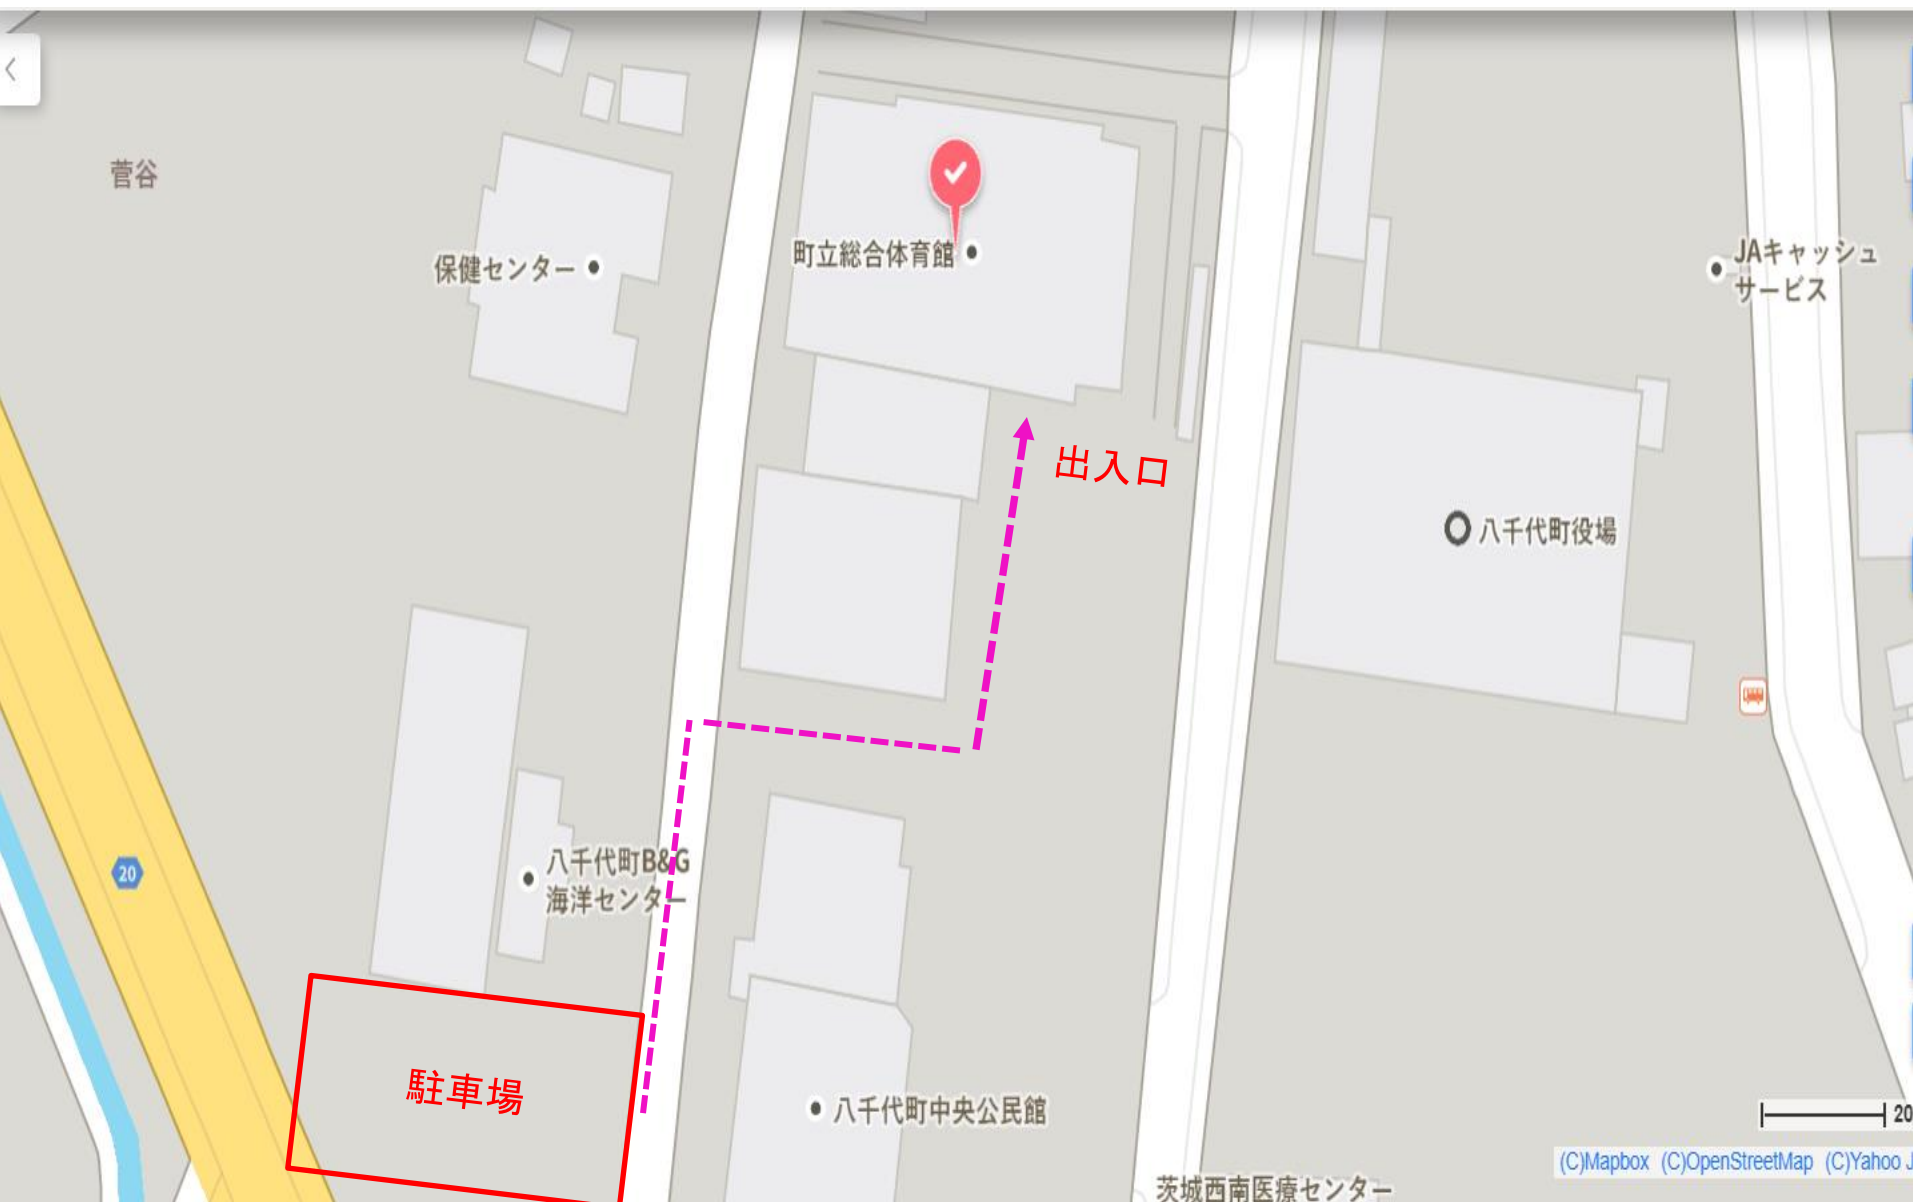 菅谷
保健センター
町立総合体育館
JAキャッシュ
サービス
出入口
八千代町役場
八千代町B&G
海洋センター
20
駐車場
八千代町中央公民館
20
(C)Mapbox (C)OpenStreetMap (C)Yahoo J
茨城西南医療センター